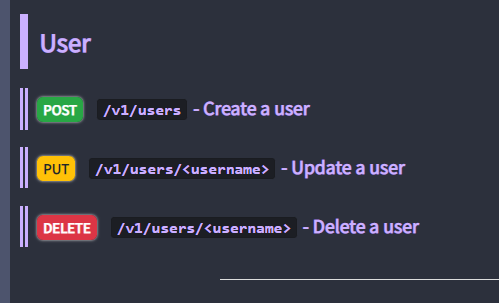 User
POST /v1/users - Create a user
PUT /v1/users/<username> - Update a user
DELETE /v1/users/<username> - Delete a user